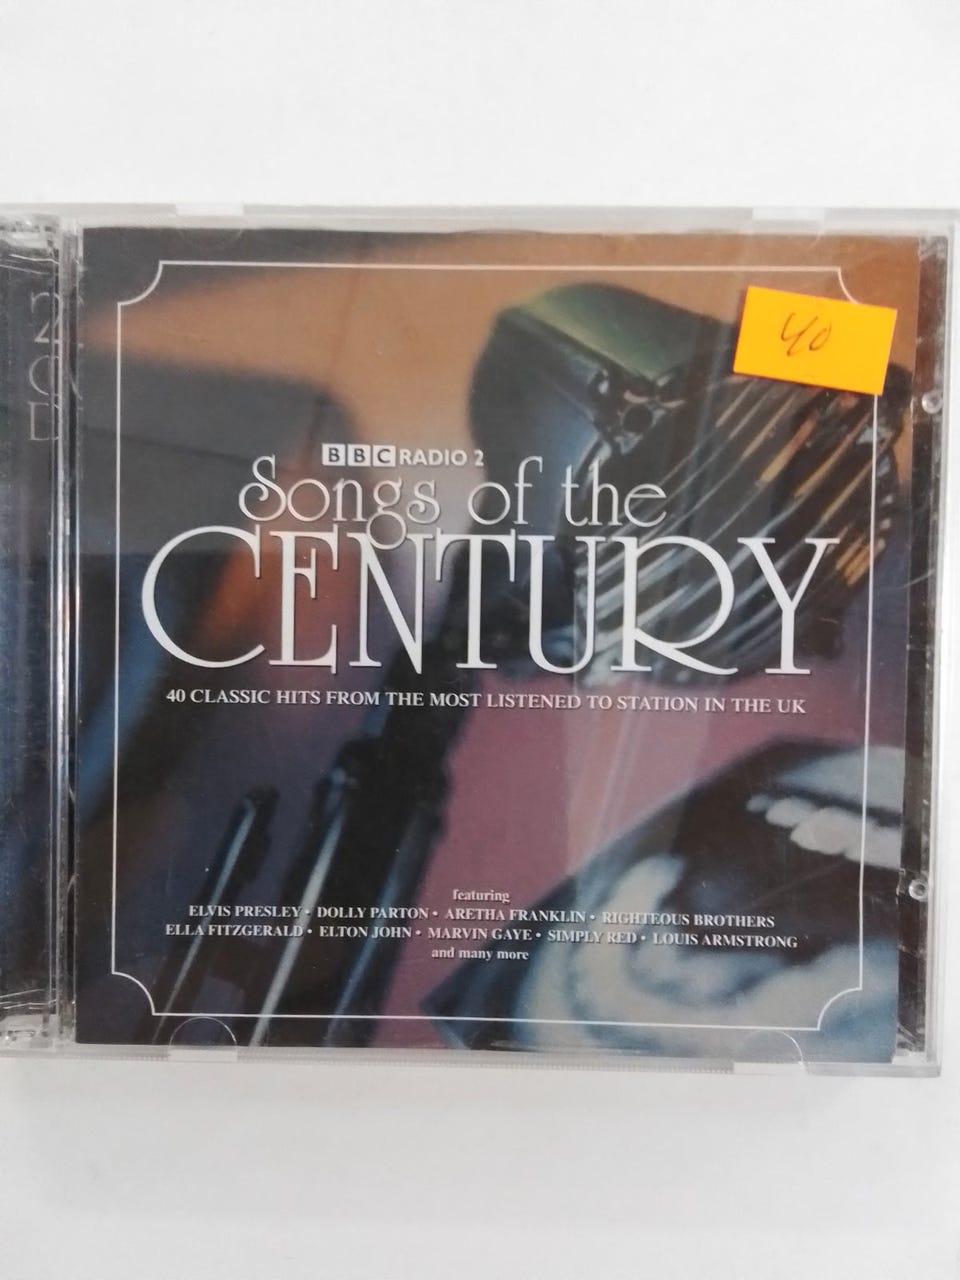 40
2
C
D
BBC RADIO 2
Songs of the
CENTURY
40 CLASSIC HITS FROM THE MOST LISTENED TO STATION IN THE UK
featuring
ELVIS PRESLEY • DOLLY PARTON • ARETHA FRANKLIN • RIGHTEOUS BROTHERS
ELLA FITZGERALD • ELTON JOHN • MARVIN GAYE • SIMPLY RED • LOUIS ARMSTRONG
and many more